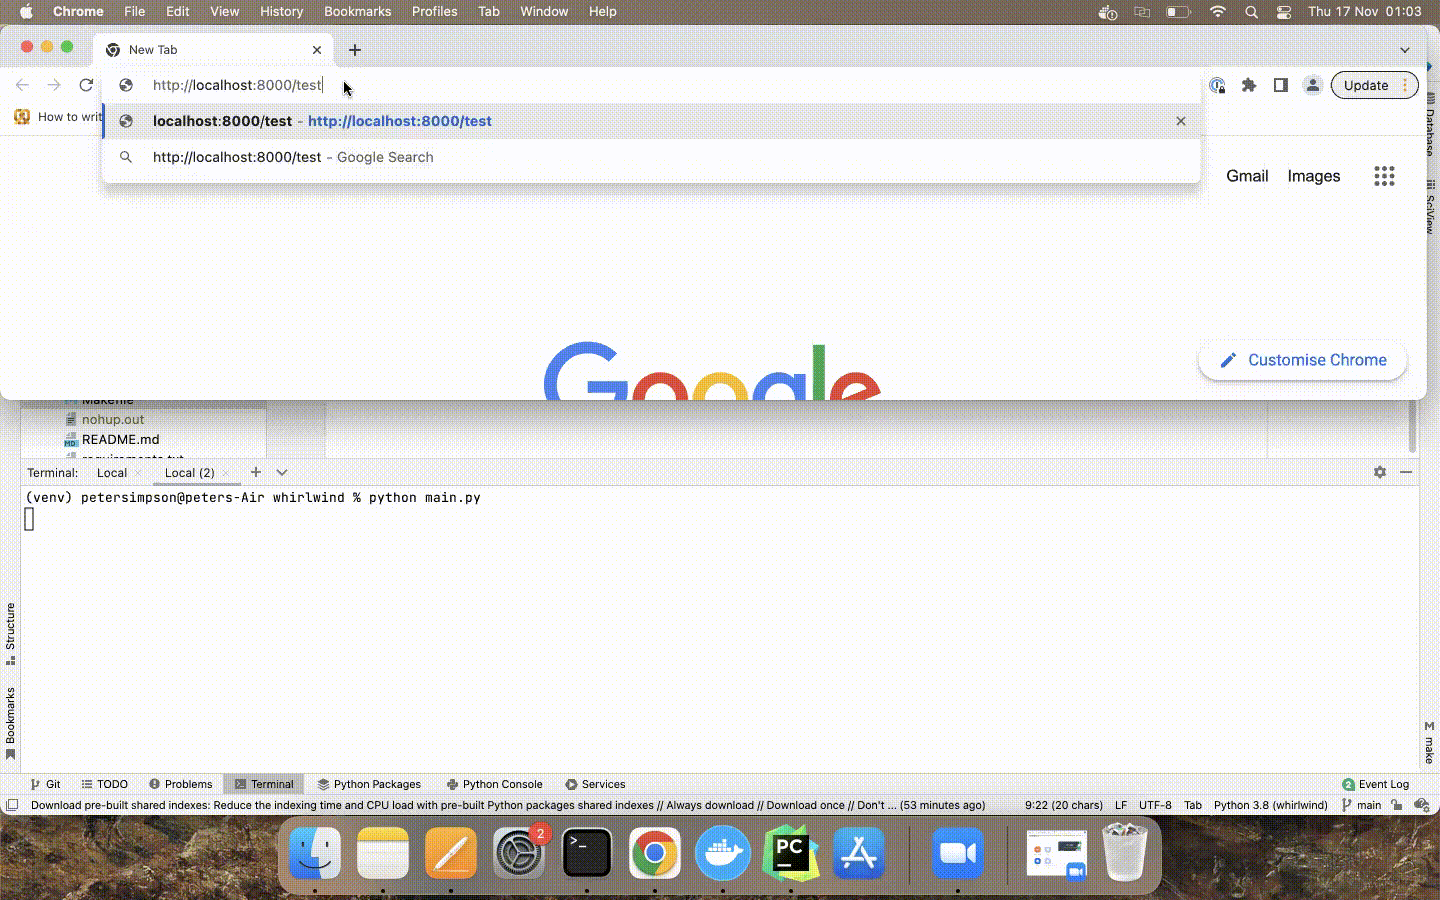 Chrome File Edit View History Bookmarks Profiles Tab Window Help Thu 17 Nov 01:03
New Tab
http://localhost:8000/test
Update
How to writ
localhost:8000/test - http://localhost:8000/test
http://localhost:8000/test - Google Search
Database
SciView
Gmail Images
Google
Customise Chrome
Makefile
nohup.out
README.md
requirements.txt
Terminal: Local Local (2)
(venv) petersimpson@peters-Air whirlwind % python main.py
Structure
Bookmarks
make
Git TODO Problems Terminal Python Packages Python Console Services 2 Event Log
Download pre-built shared indexes: Reduce the indexing time and CPU load with pre-built Python packages shared indexes // Always download // Download once // Don't ... (53 minutes ago) 9:22 (20 chars) LF UTF-8 Tab Python 3.8 (whirlwind) main
2
PC